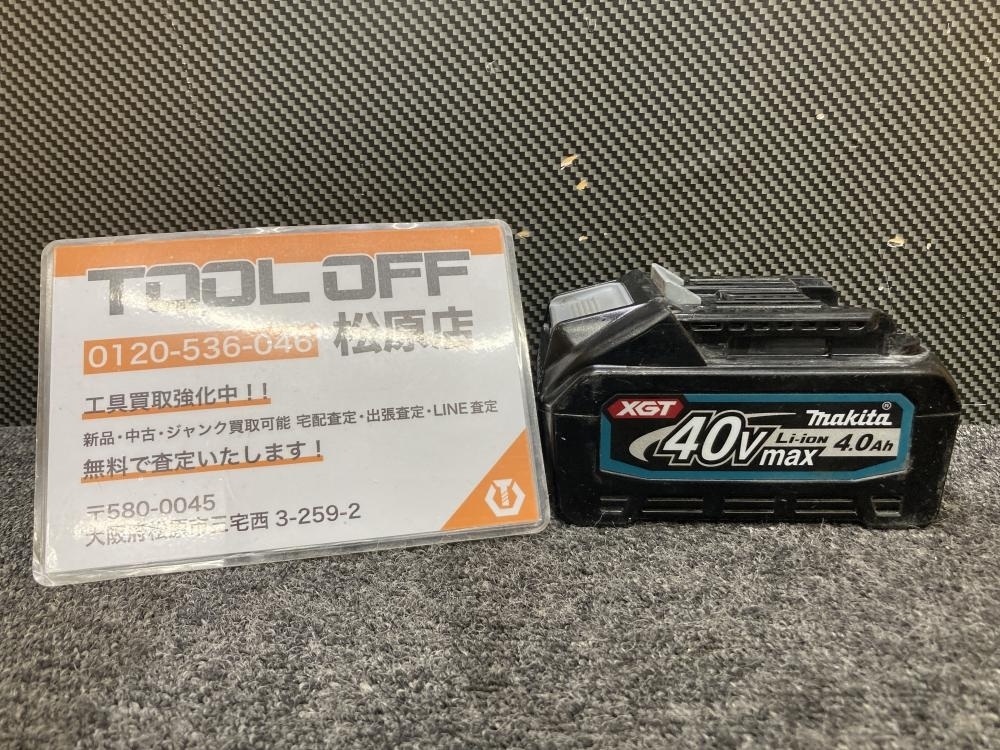 TOOL OFF
0120-536-046 松原店
工具買取強化中！！
新品・中古・ジャンク買取可能 宅配査定・出張査定・LINE査定
無料で査定いたします！
〒580-0045
大阪府松原市三宅西 3-259-2
XGT
40Vmax
Li-ion 4.0Ah
makita®